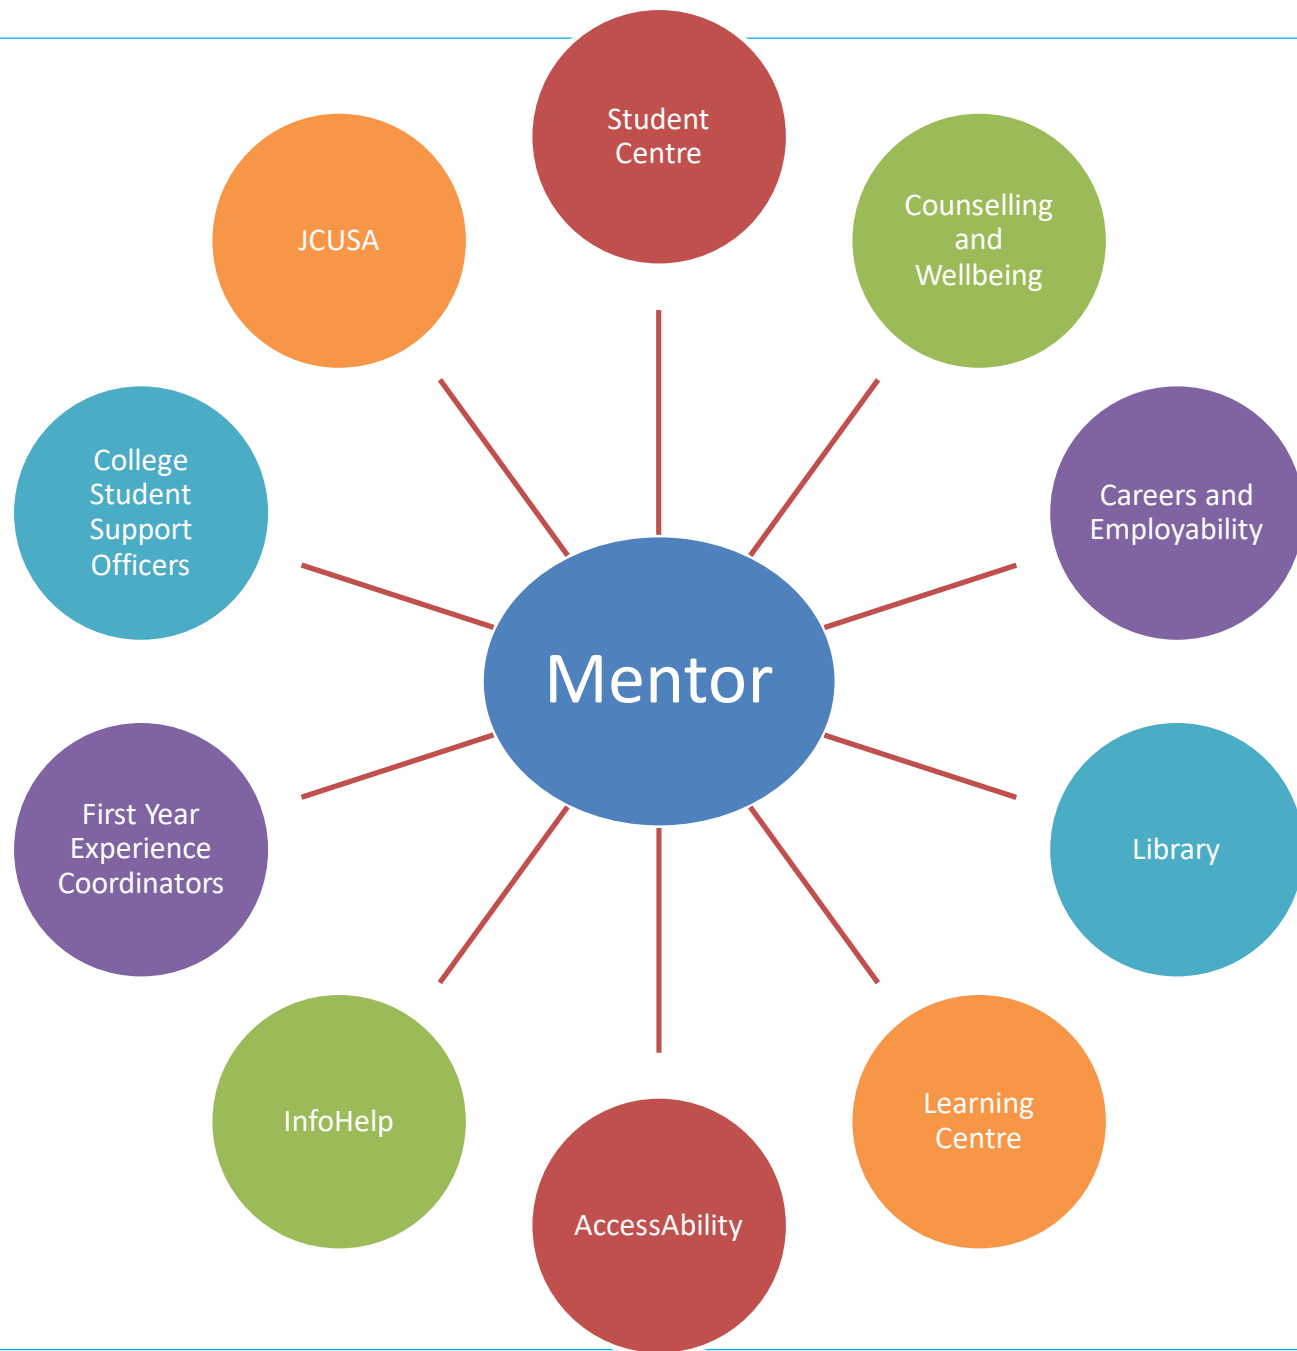 Student
Centre
Counselling
and
Wellbeing
Careers and
Employability
Library
Learning
Centre
AccessAbility
InfoHelp
First Year
Experience
Coordinators
College
Student
Support
Officers
JCUSA
Mentor